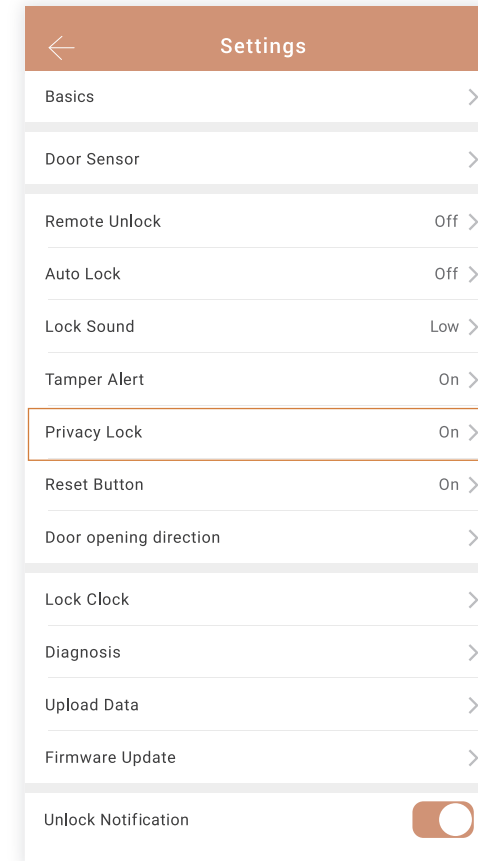 Settings
Basics
Door Sensor
Remote Unlock Off
Auto Lock Off
Lock Sound Low
Tamper Alert On
Privacy Lock On
Reset Button On
Door opening direction
Lock Clock
Diagnosis
Upload Data
Firmware Update
Unlock Notification